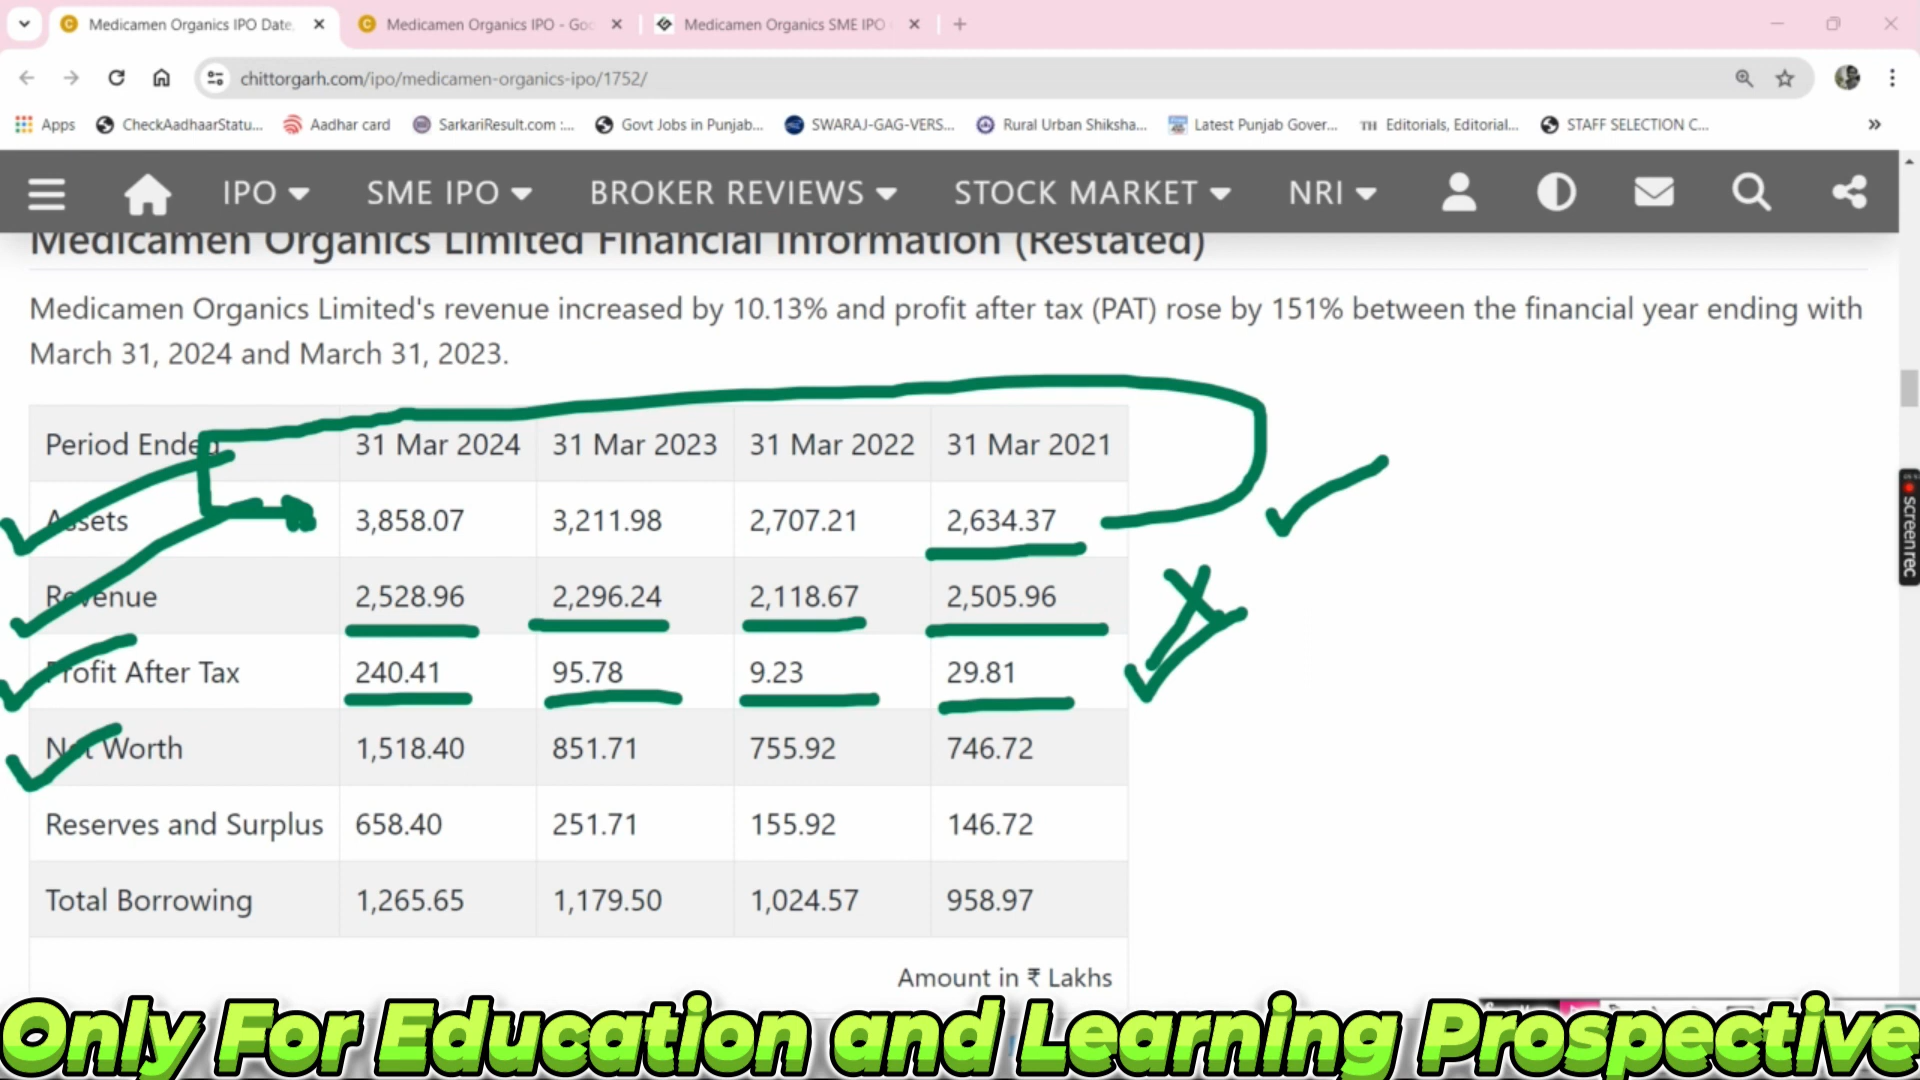 Medicamen Organics IPO Date, Medicamen Organics IPO - Goo Medicamen Organics SME IPO
chittorgarh.com/ipo/medicamen-organics-ipo/1752/
Apps CheckAadhaarStatu... Aadhar card SarkariResult.com :... Govt Jobs in Punjab... SWARAJ-GAG-VERS... Rural Urban Shiksha... Latest Punjab Gover... TH Editorials, Editorial... STAFF SELECTION C... »
IPO SME IPO BROKER REVIEWS STOCK MARKET NRI
Medicamen Organics Limited Financial Information (Restated)
Medicamen Organics Limited's revenue increased by 10.13% and profit after tax (PAT) rose by 151% between the financial year ending with
March 31, 2024 and March 31, 2023.
Period Ended 31 Mar 2024 31 Mar 2023 31 Mar 2022 31 Mar 2021
Assets 3,858.07 3,211.98 2,707.21 2,634.37
Revenue 2,528.96 2,296.24 2,118.67 2,505.96
Profit After Tax 240.41 95.78 9.23 29.81
Net Worth 1,518.40 851.71 755.92 746.72
Reserves and Surplus 658.40 251.71 155.92 146.72
Total Borrowing 1,265.65 1,179.50 1,024.57 958.97
Amount in ₹ Lakhs
screenrec
Only For Education and Learning Prospective